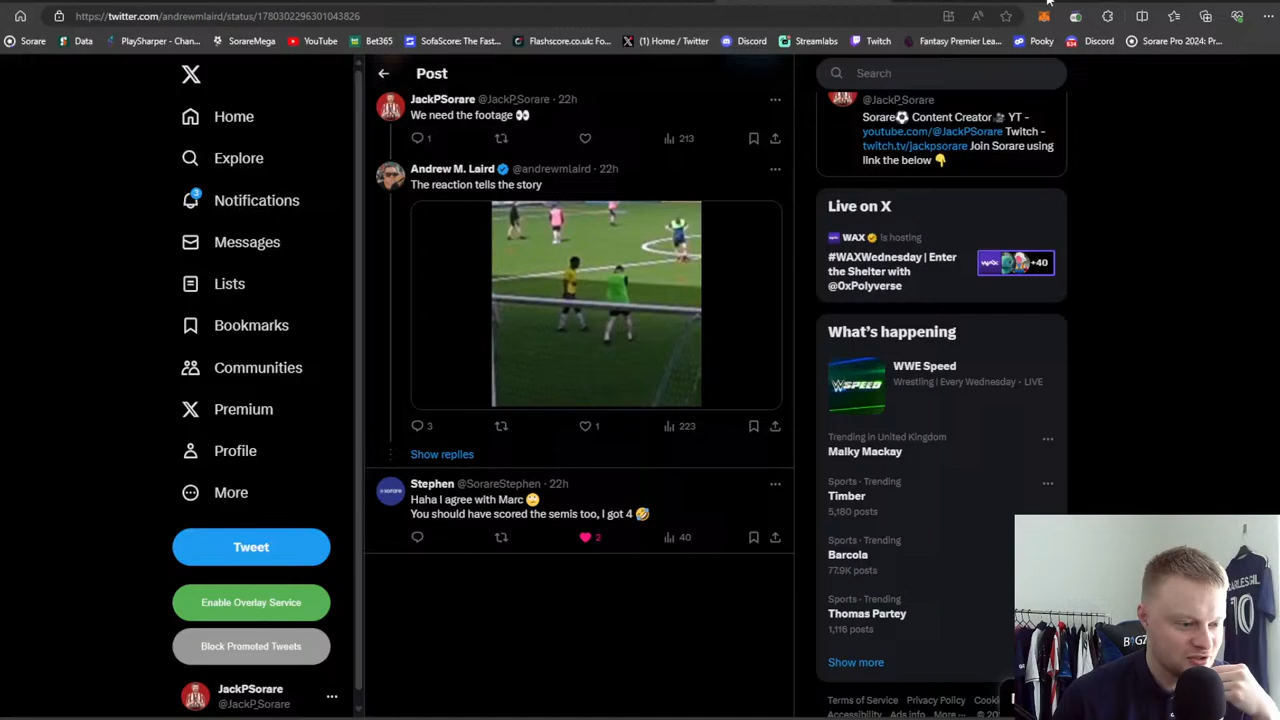 https://twitter.com/andrewmlaird/status/1780302296301043826
Sorare
Data
PlaySharper - Chan...
SorareMega
YouTube
Bet365
SofaScore: The Fast...
Flashscore.co.uk: Fo...
(1) Home / Twitter
Discord
Streamlabs
Twitch
Fantasy Premier Lea...
Pooky
Discord
Sorare Pro 2024: Pr...
Home
Explore
3
Notifications
Messages
Lists
Bookmarks
Communities
Premium
Profile
More
Tweet
Enable Overlay Service
Block Promoted Tweets
JackPSorare
@JackP_Sorare
Post
JackPSorare @JackP_Sorare · 22h
We need the footage 👀
1
213
Andrew M. Laird @andrewmlaird · 22h
The reaction tells the story
3
1
223
Show replies
Stephen @SorareStephen · 22h
Haha I agree with Marc 🙄
You should have scored the semis too, I got 4 🤣
2
40
Search
@JackP_Sorare
Sorare⚽ Content Creator🎥 YT -
youtube.com/@JackPSorare Twitch -
twitch.tv/jackpsorare Join Sorare using
link the below 👇
Live on X
WAX is hosting
#WAXWednesday | Enter
the Shelter with
@0xPolyverse
+40
What's happening
WWE Speed
Wrestling | Every Wednesday · LIVE
SPEED
Trending in United Kingdom
Malky Mackay
Sports · Trending
Timber
5,180 posts
Sports · Trending
Barcola
77.9K posts
Sports · Trending
Thomas Partey
1,116 posts
Show more
Terms of Service Privacy Policy
10